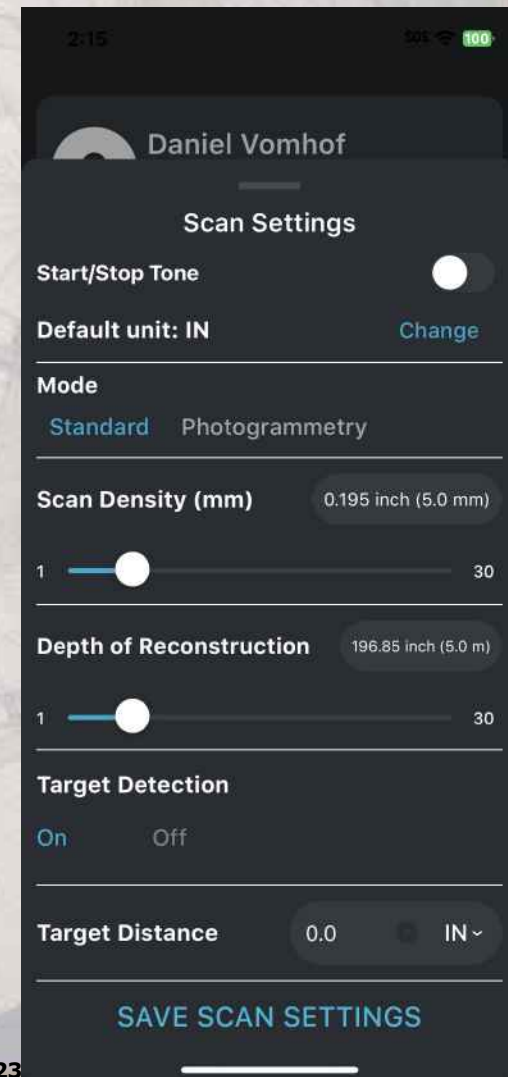 2:15 SOS 100
Daniel Vomhof
Scan Settings
Start/Stop Tone
Default unit: IN Change
Mode
Standard Photogrammetry
Scan Density (mm) 0.195 inch (5.0 mm)
1 30
Depth of Reconstruction 196.85 inch (5.0 m)
1 30
Target Detection
On Off
Target Distance 0.0 IN
SAVE SCAN SETTINGS
23